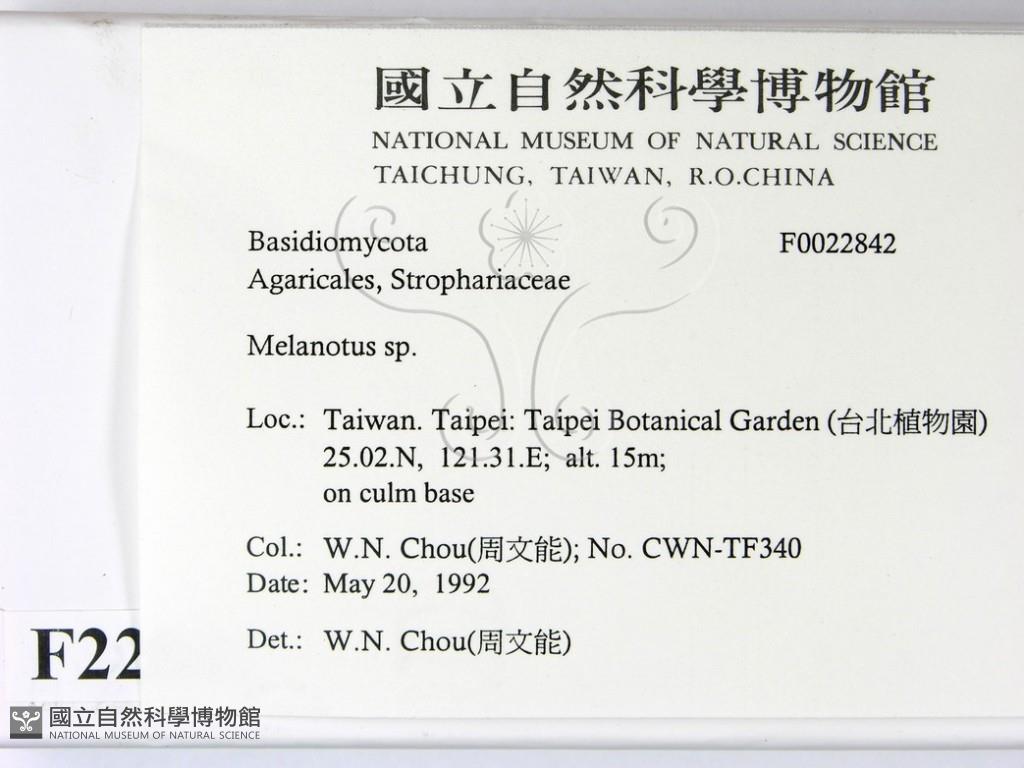 國立自然科學博物館
NATIONAL MUSEUM OF NATURAL SCIENCE
TAICHUNG, TAIWAN, R.O.CHINA
Basidiomycota F0022842
Agaricales, Strophariaceae
Melanotus sp.
Loc.: Taiwan. Taipei: Taipei Botanical Garden (台北植物園)
25.02.N, 121.31.E; alt. 15m;
on culm base
Col.: W.N. Chou(周文能); No. CWN-TF340
Date: May 20, 1992
Det.: W.N. Chou(周文能)
F22
國立自然科學博物館
NATIONAL MUSEUM OF NATURAL SCIENCE